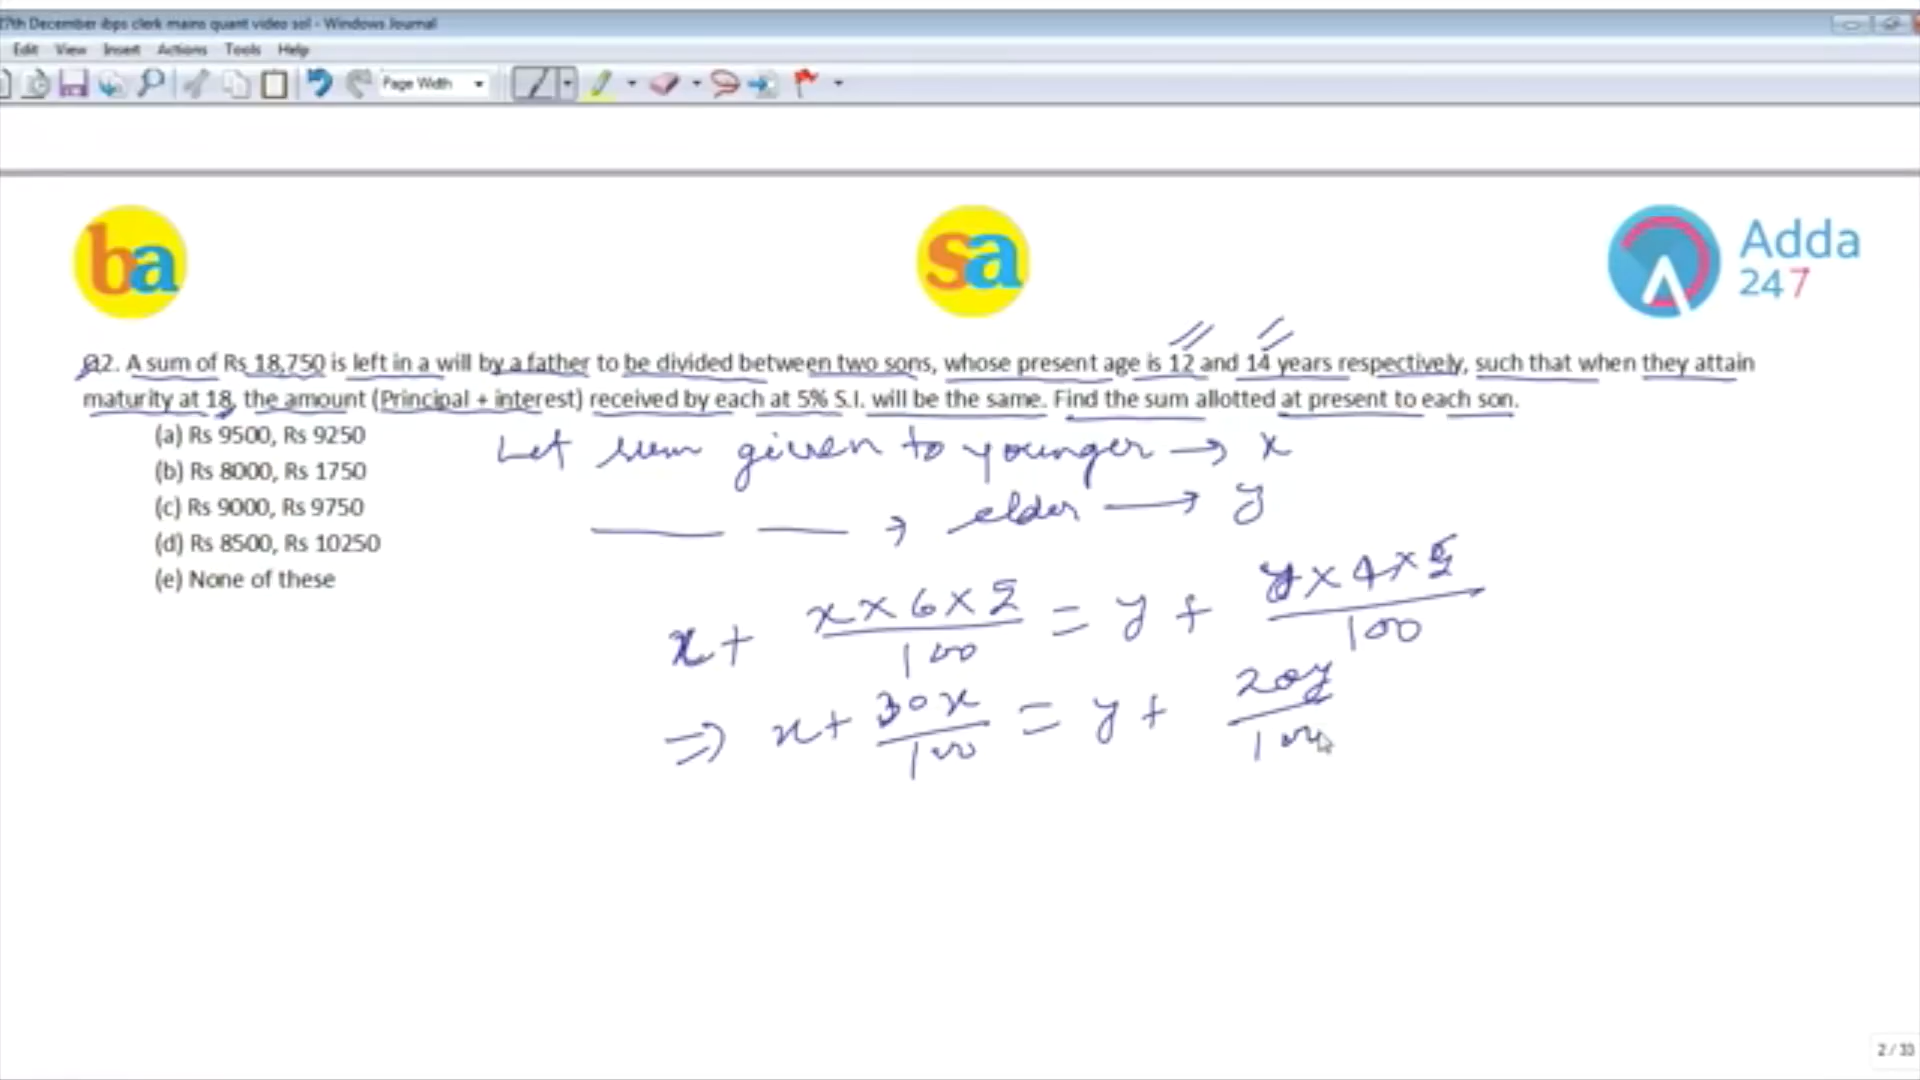 27th December ibps clerk mains quant video sol - Windows Journal
Edit View Insert Actions Tools Help
Page Width
ba
sa
Adda
247
Q2. A sum of Rs 18,750 is left in a will by a father to be divided between two sons, whose present age is 12 and 14 years respectively, such that when they attain
maturity at 18, the amount (Principal + interest) received by each at 5% S.I. will be the same. Find the sum allotted at present to each son.
(a) Rs 9500, Rs 9250
(b) Rs 8000, Rs 1750
(c) Rs 9000, Rs 9750
(d) Rs 8500, Rs 10250
(e) None of these
Let sum given to younger → x
—— —— , elder → y
x + x×6×5/100 = y + y×4×5/100
⇒ x + 30x/100 = y + 20y/100
2 / 33